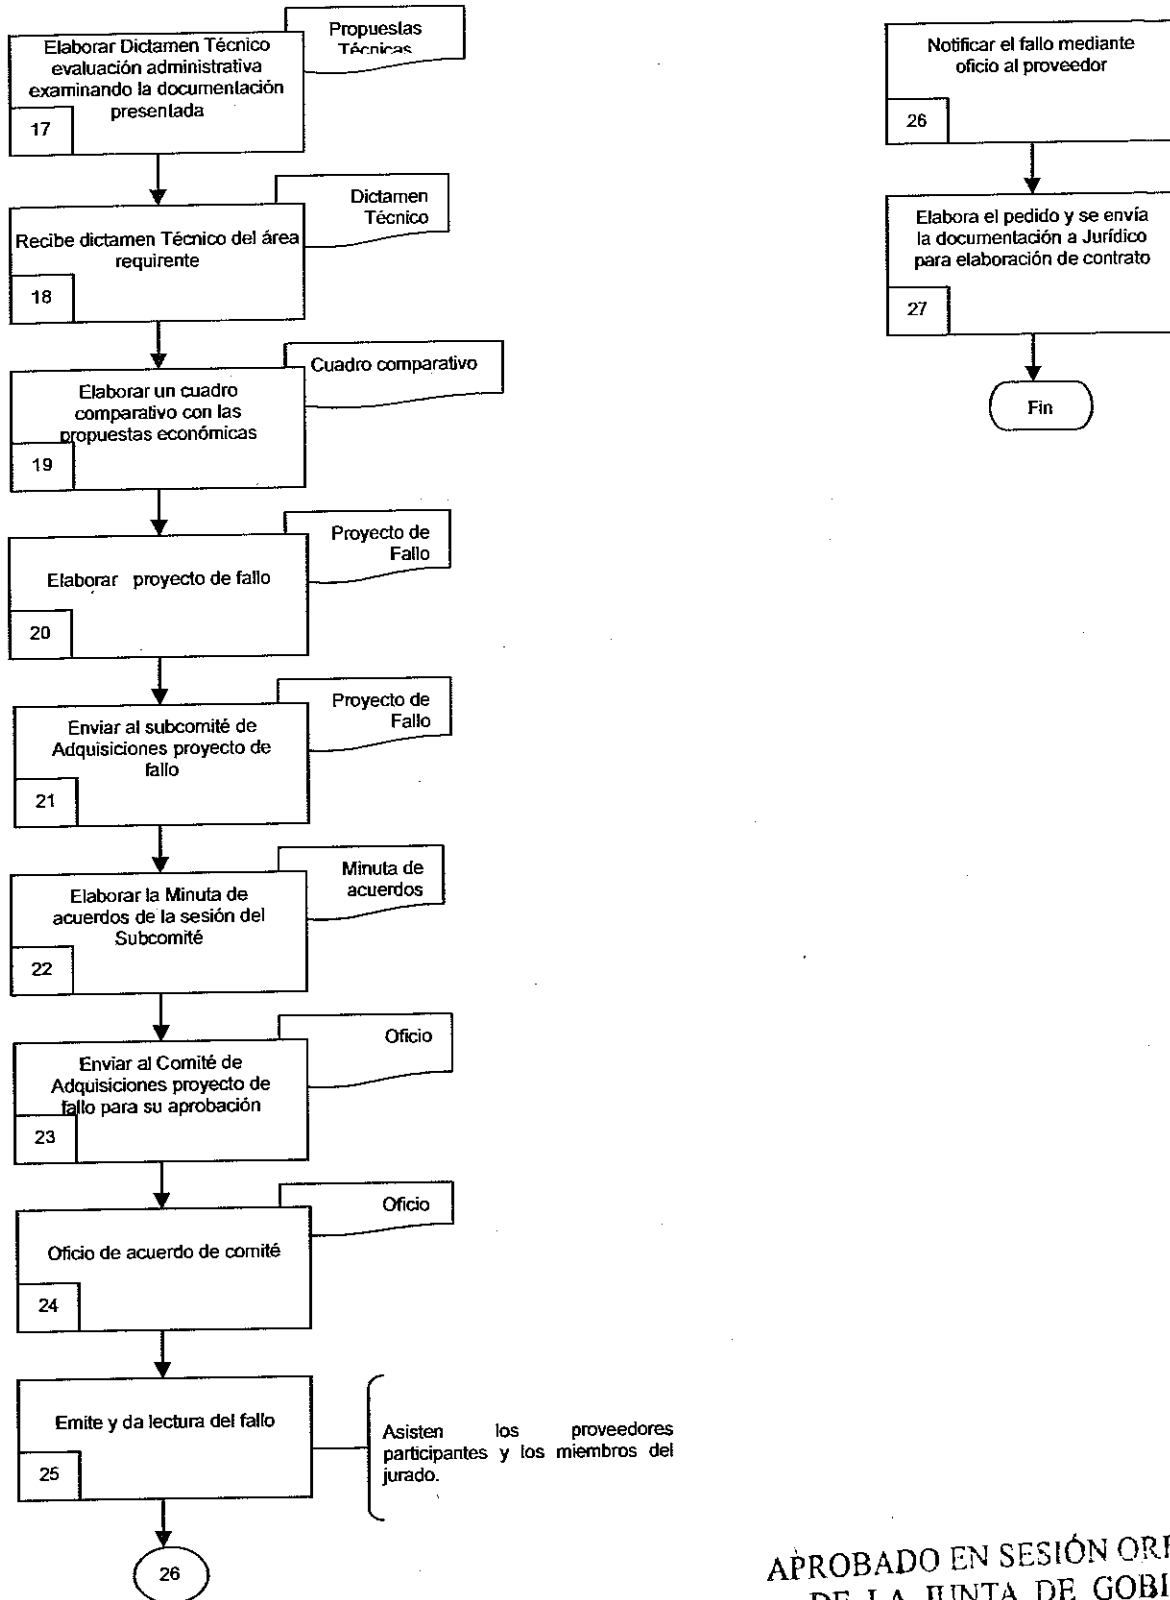 Propuestas
Técnicas
Elaborar Dictamen Técnico
evaluación administrativa
examinando la documentación
presentada
17
Dictamen
Técnico
Recibe dictamen Técnico del área
requirente
18
Cuadro comparativo
Elaborar un cuadro
comparativo con las
propuestas económicas
19
Proyecto de
Fallo
Elaborar proyecto de fallo
20
Proyecto de
Fallo
Enviar al subcomité de
Adquisiciones proyecto de
fallo
21
Minuta de
acuerdos
Elaborar la Minuta de
acuerdos de la sesión del
Subcomité
22
Oficio
Enviar al Comité de
Adquisiciones proyecto de
fallo para su aprobación
23
Oficio
Oficio de acuerdo de comité
24
Emite y da lectura del fallo
25
Asisten los proveedores
participantes y los miembros del
jurado.
26
Notificar el fallo mediante
oficio al proveedor
26
Elabora el pedido y se envía
la documentación a Jurídico
para elaboración de contrato
27
Fin
APROBADO EN SESIÓN
DE LA JUNTA DE